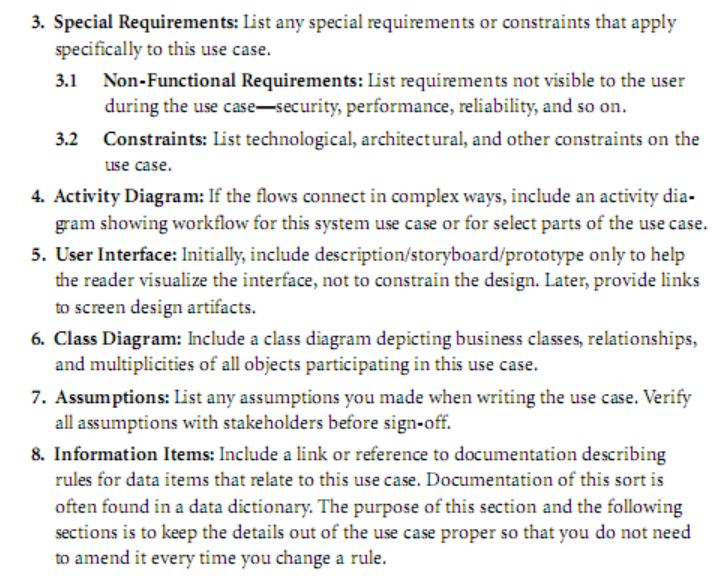 3. Special Requirements: List any special requirements or constraints that apply
specifically to this use case.
3.1 Non-Functional Requirements: List requirements not visible to the user
during the use case—security, performance, reliability, and so on.
3.2 Constraints: List technological, architectural, and other constraints on the
use case.
4. Activity Diagram: If the flows connect in complex ways, include an activity dia-
gram showing workflow for this system use case or for select parts of the use case.
5. User Interface: Initially, include description/storyboard/prototype only to help
the reader visualize the interface, not to constrain the design. Later, provide links
to screen design artifacts.
6. Class Diagram: Include a class diagram depicting business classes, relationships,
and multiplicities of all objects participating in this use case.
7. Assumptions: List any assumptions you made when writing the use case. Verify
all assumptions with stakeholders before sign-off.
8. Information Items: Include a link or reference to documentation describing
rules for data items that relate to this use case. Documentation of this sort is
often found in a data dictionary. The purpose of this section and the following
sections is to keep the details out of the use case proper so that you do not need
to amend it every time you change a rule.